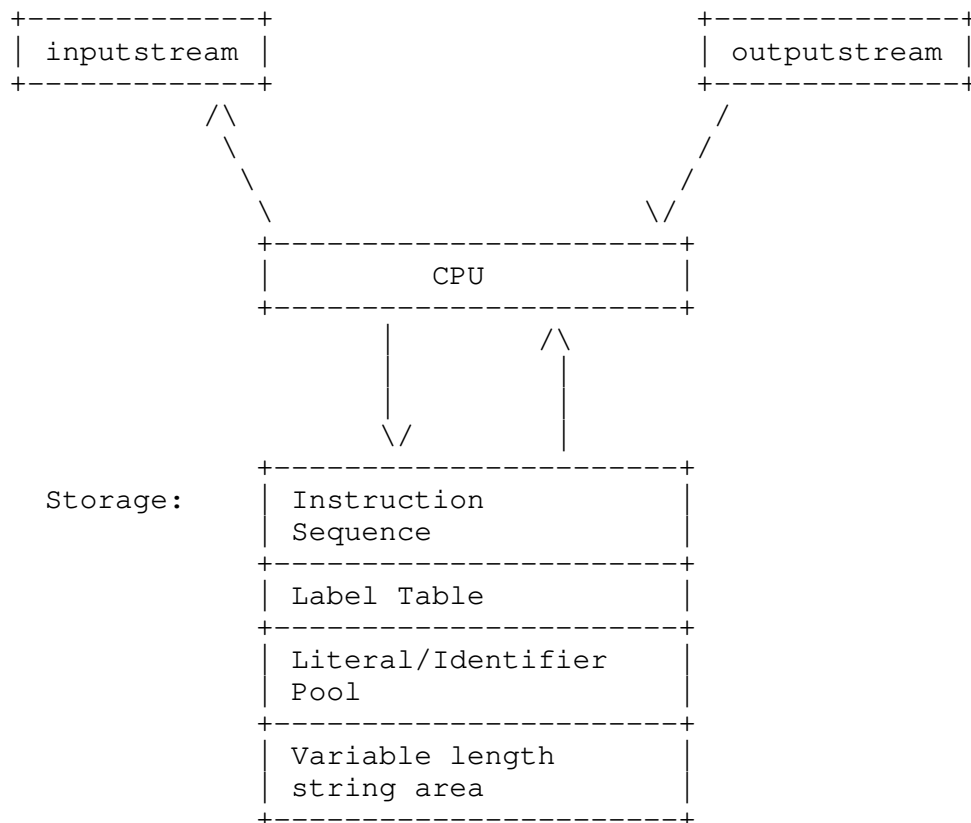 inputstream
outputstream
CPU
Storage:
Instruction
Sequence
Label Table
Literal/Identifier
Pool
Variable length
string area